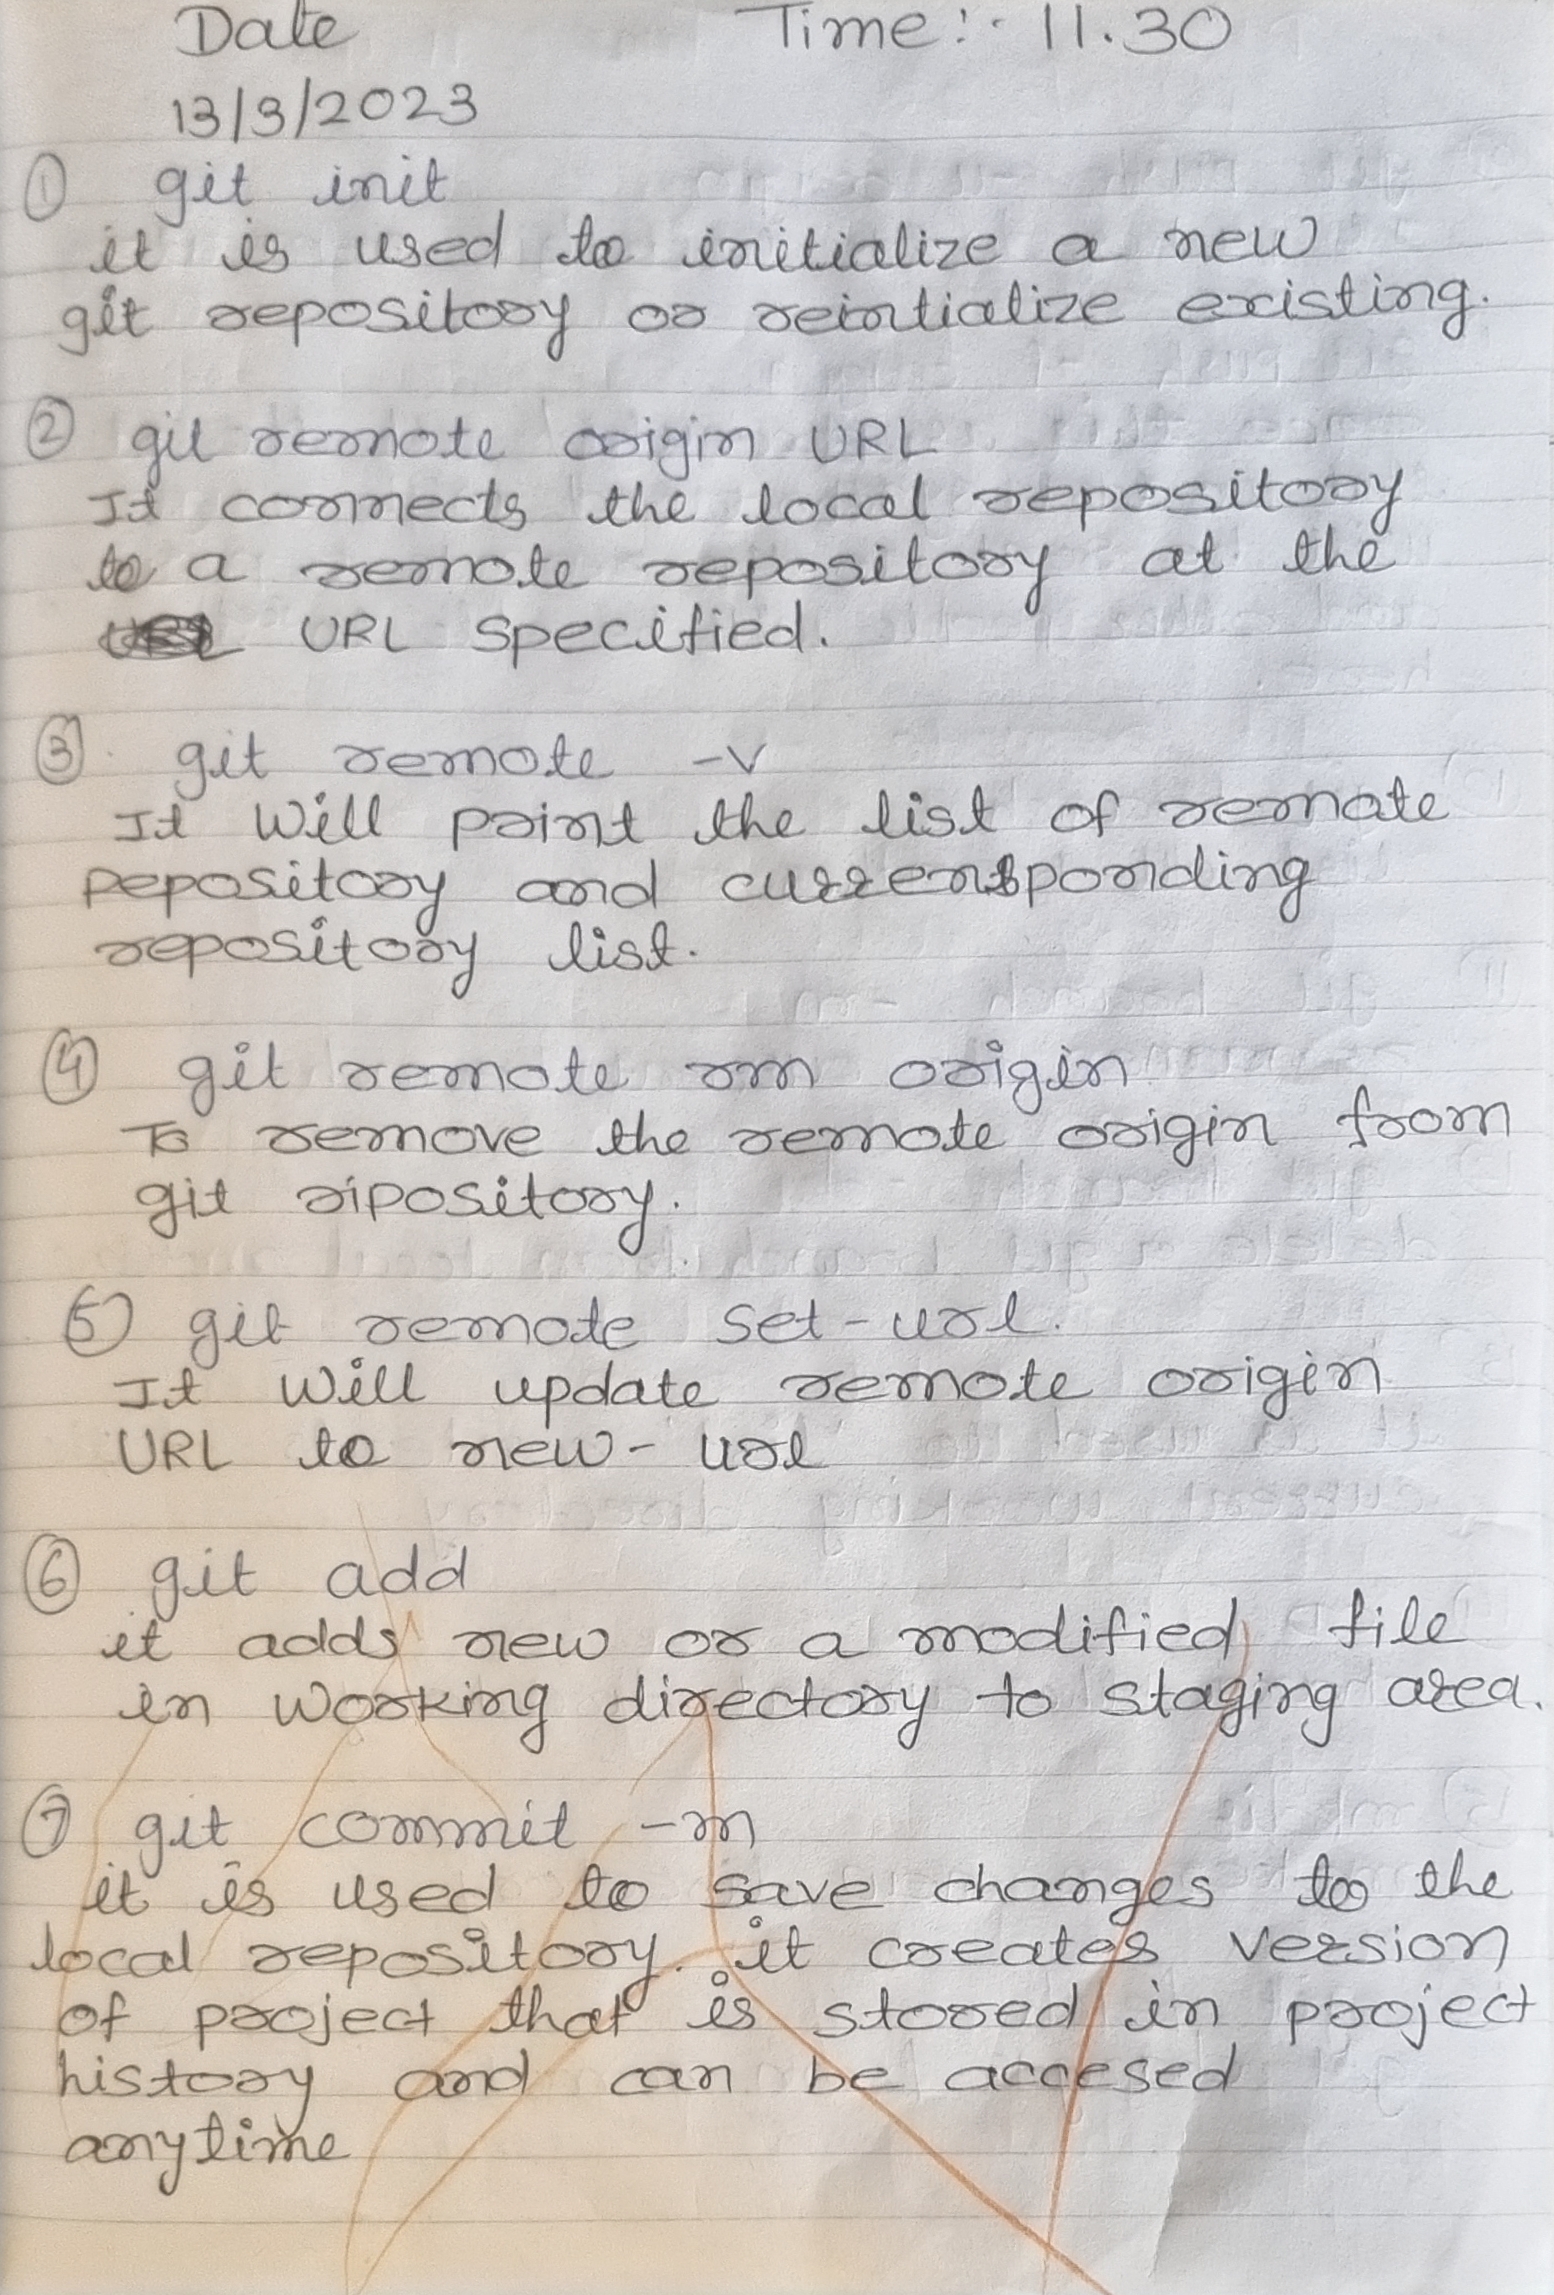 Date Time:- 11.30
13/3/2023
① git init
it is used to initialize a new
git repository or reintialize existing.
② git remote origin URL
It connects the local repository
to a remote repository at the
URL specified.
③ git remote -v
It will print the list of remote
pepository and currensponding
repository list.
④ git remote rm origin
To remove the remote origin from
git ripository.
⑤ git remote set-url.
It will update remote origin
URL to new-url
⑥ git add
it adds new or a modified file
in working directory to staging area.
⑦ git commit -m
it is used to save changes to the
local repository. it creates version
of project that is stored in project
history and can be accesed
anytime